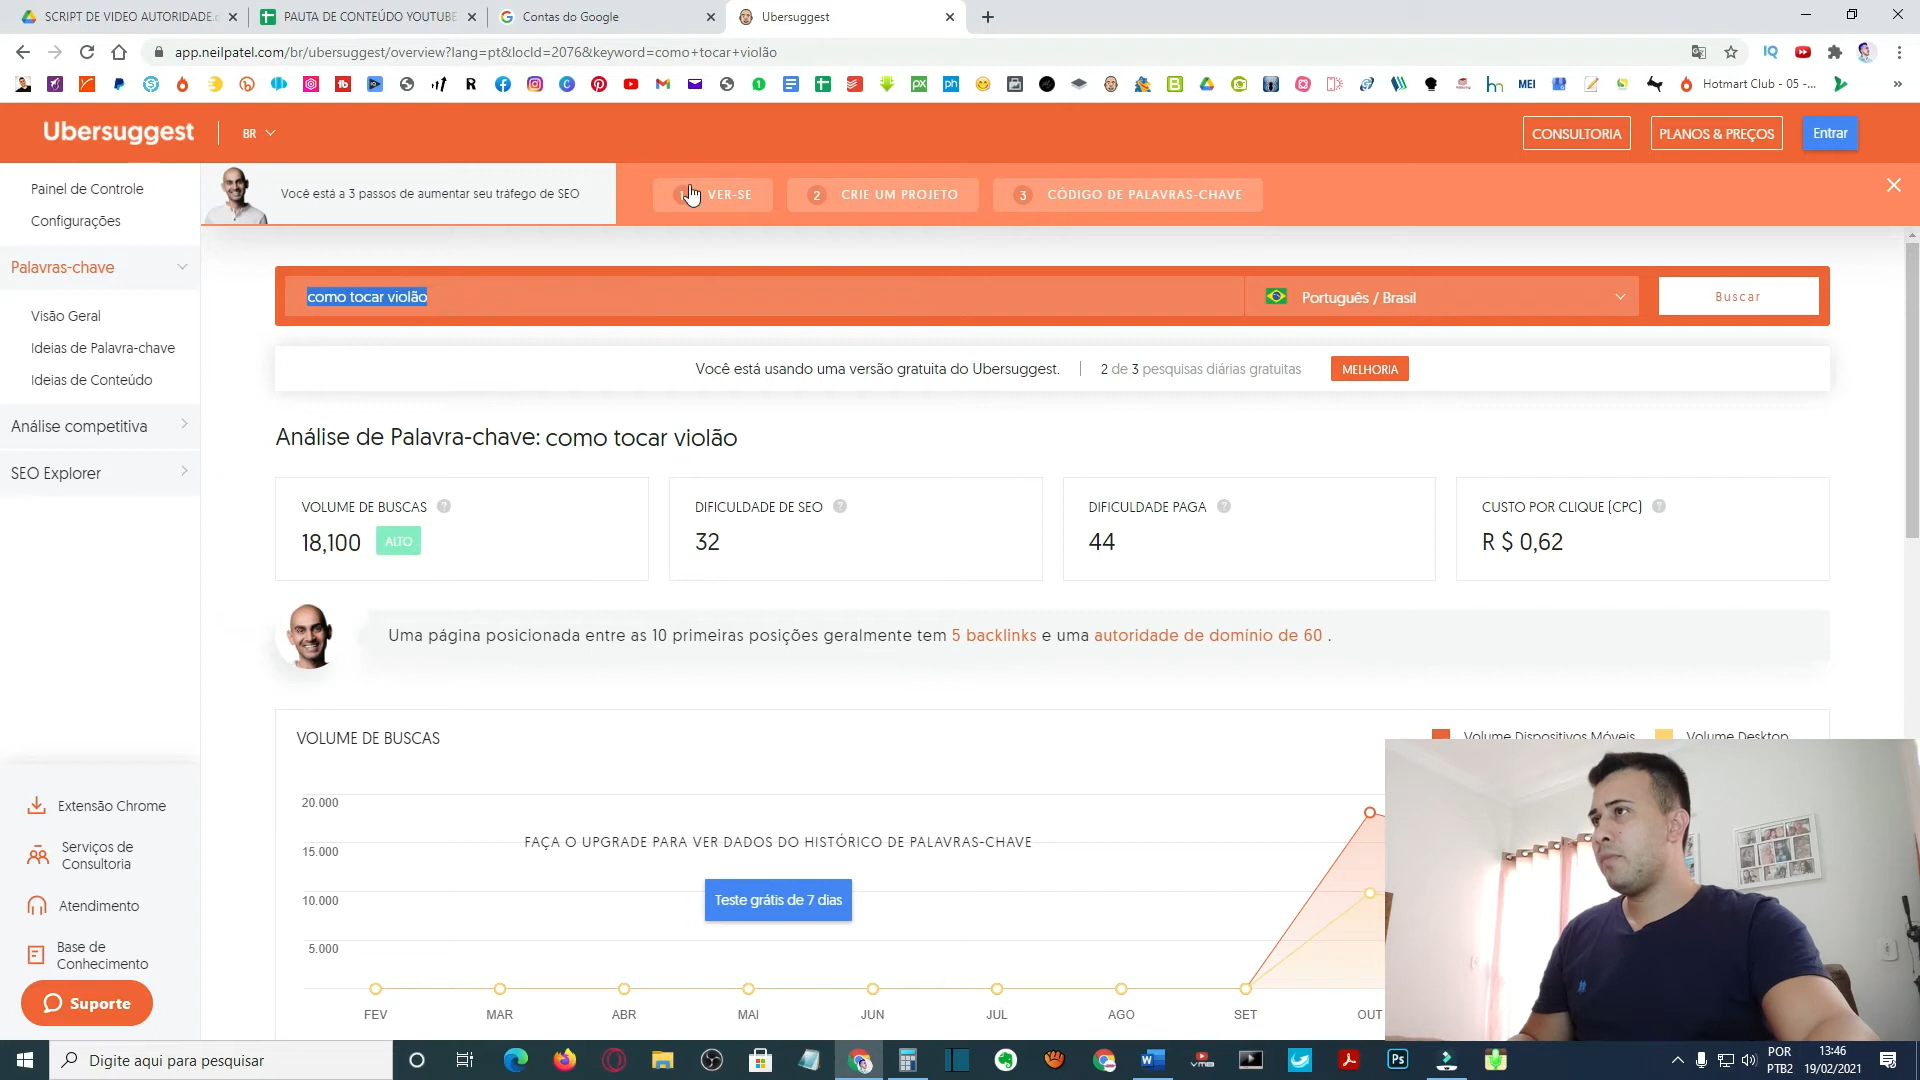 SCRIPT DE VIDEO AUTORIDADE.
PAUTA DE CONTEÚDO YOUTUBE
Contas do Google
Ubersuggest
app.neilpatel.com/br/ubersuggest/overview?lang=pt&locId=2076&keyword=como+tocar+violão
MEI
Hotmart Club - 05 -...
Ubersuggest
BR
CONSULTORIA
PLANOS & PREÇOS
Entrar
Você está a 3 passos de aumentar seu tráfego de SEO
VER-SE
2 CRIE UM PROJETO
3 CÓDIGO DE PALAVRAS-CHAVE
Painel de Controle
Configurações
Palavras-chave
Visão Geral
Ideias de Palavra-chave
Ideias de Conteúdo
Análise competitiva
SEO Explorer
como tocar violão
Português / Brasil
Buscar
Você está usando uma versão gratuita do Ubersuggest.
2 de 3 pesquisas diárias gratuitas
MELHORIA
Análise de Palavra-chave: como tocar violão
VOLUME DE BUSCAS
18,100 ALTO
DIFICULDADE DE SEO
32
DIFICULDADE PAGA
44
CUSTO POR CLIQUE (CPC)
R $ 0,62
Uma página posicionada entre as 10 primeiras posições geralmente tem 5 backlinks e uma autoridade de domínio de 60 .
VOLUME DE BUSCAS
Volume Dispositivos Móveis
Volume Desktop
20.000
15.000
10.000
5.000
FAÇA O UPGRADE PARA VER DADOS DO HISTÓRICO DE PALAVRAS-CHAVE
Teste grátis de 7 dias
FEV MAR ABR MAI JUN JUL AGO SET OUT
Extensão Chrome
Serviços de
Consultoria
Atendimento
Base de
Conhecimento
Suporte
Digite aqui para pesquisar
POR
PTB2
13:46
19/02/2021